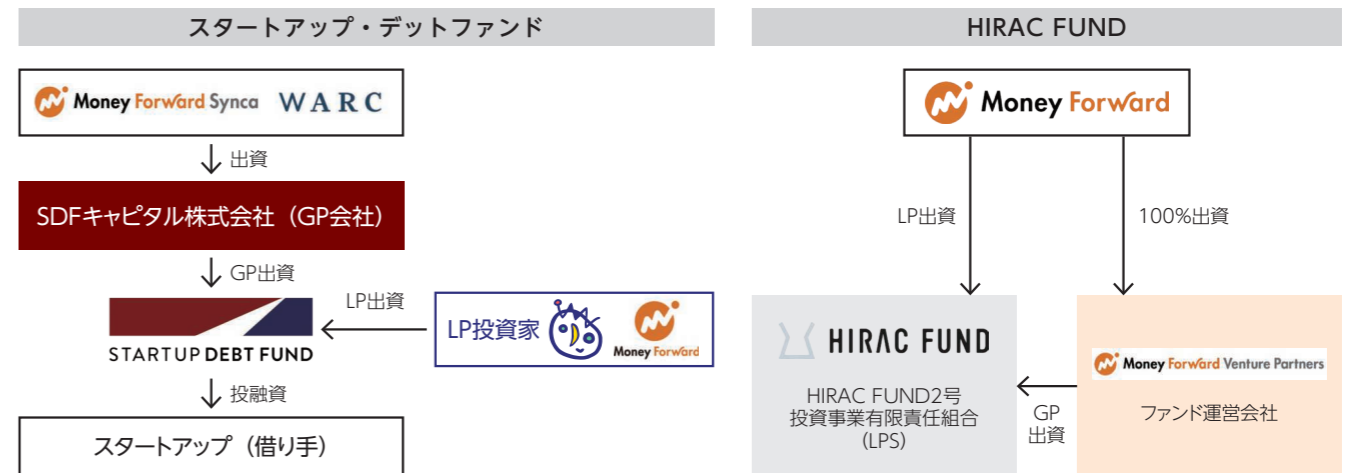 スタートアップ・デットファンド
Money Forward Synca WARC
出資
SDFキャピタル株式会社（GP会社）
GP出資
LP出資
STARTUP DEBT FUND
LP投資家
Money Forward
投融資
スタートアップ（借り手）
HIRAC FUND
Money Forward
LP出資
100%出資
HIRAC FUND
HIRAC FUND2号
投資事業有限責任組合
(LPS)
GP
出資
Money Forward Venture Partners
ファンド運営会社